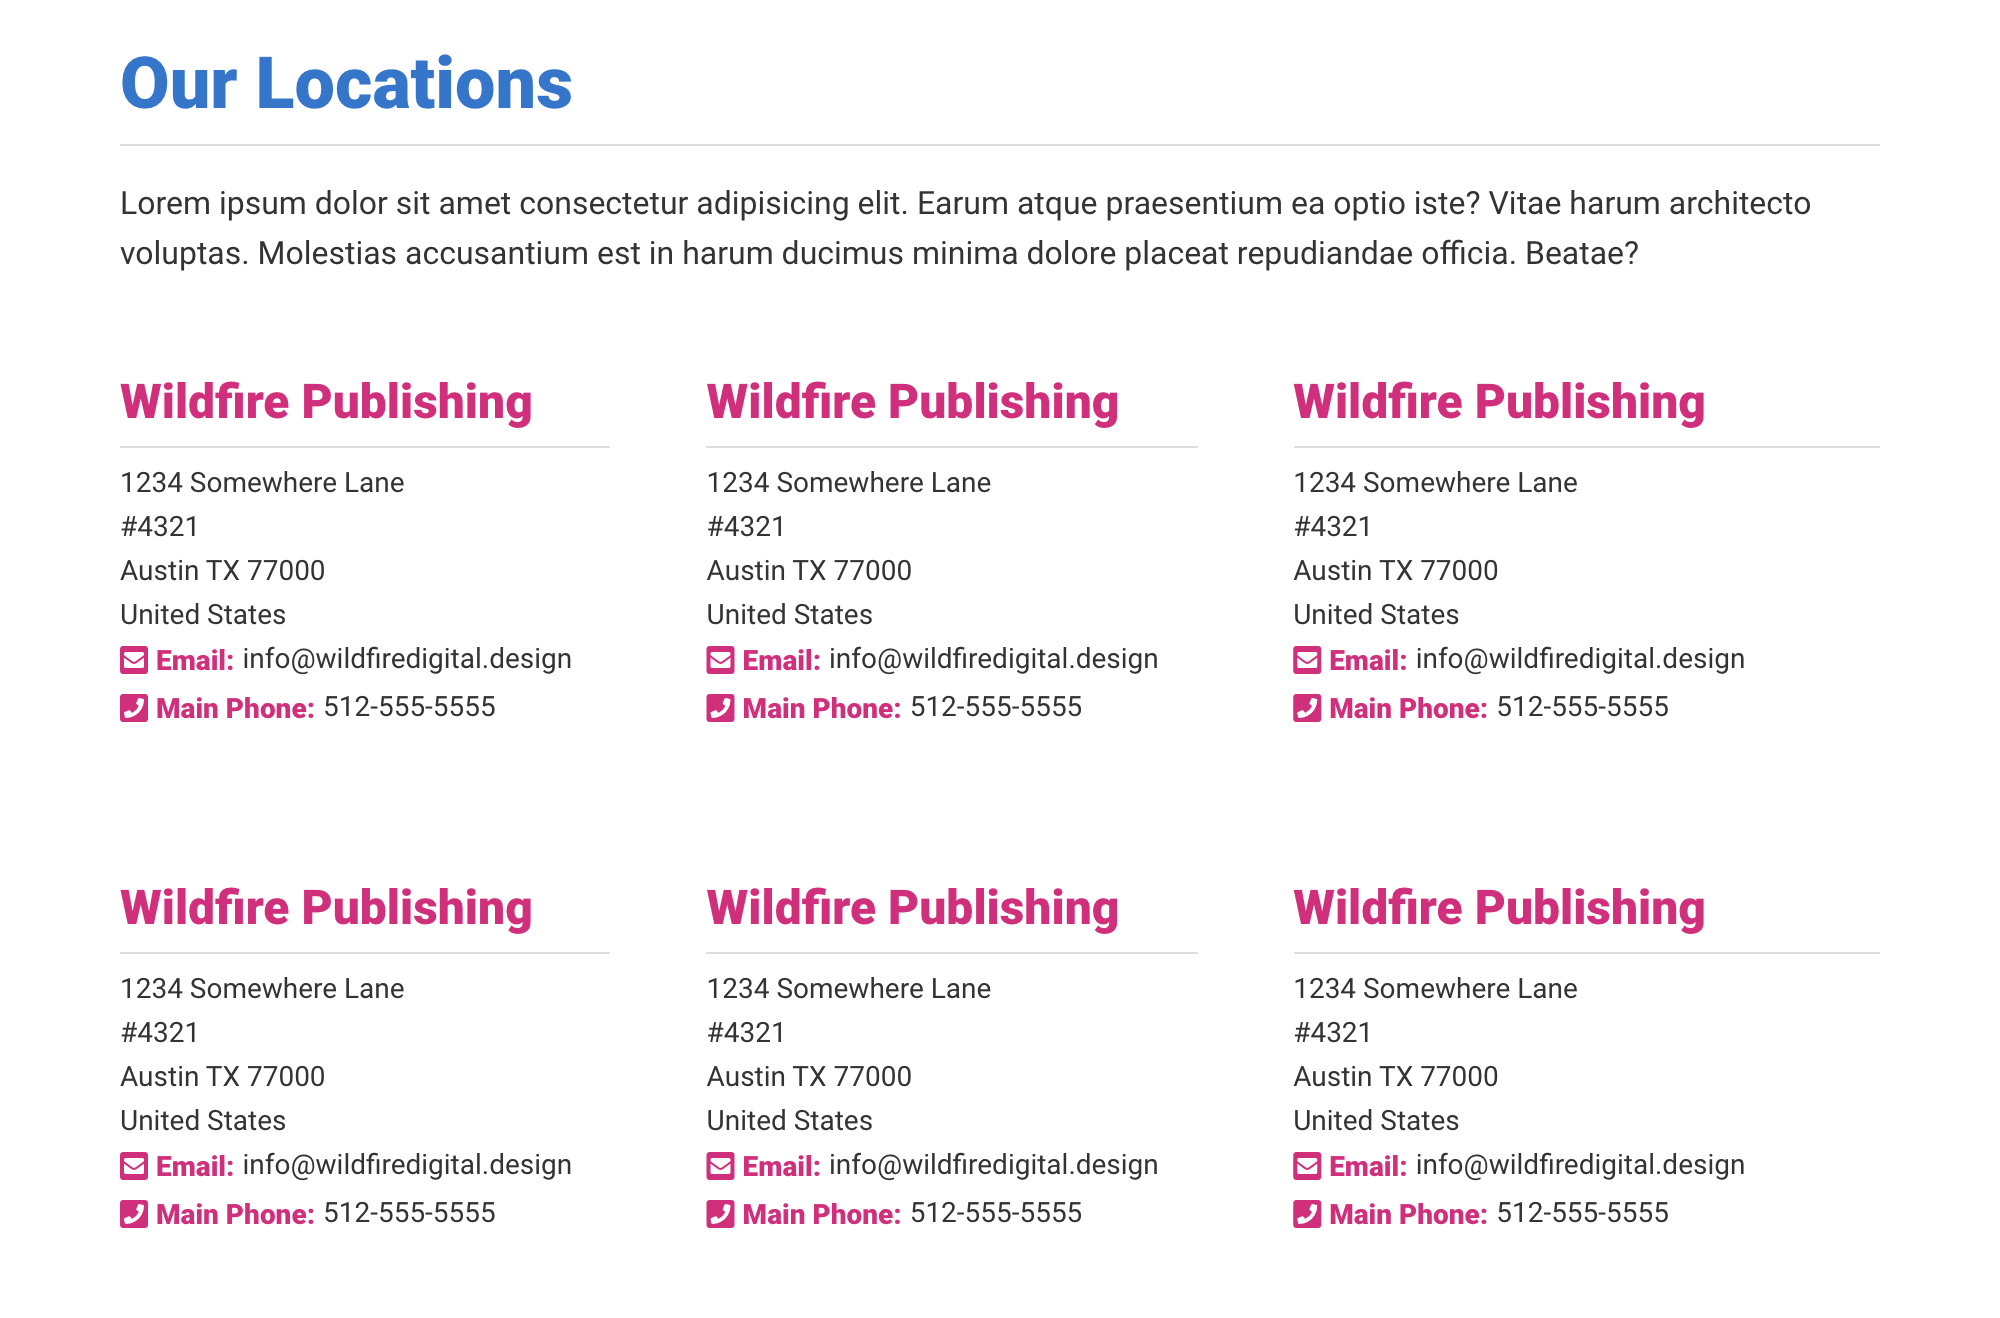 Our Locations
Lorem ipsum dolor sit amet consectetur adipisicing elit. Earum atque praesentium ea optio iste? Vitae harum architecto
voluptas. Molestias accusantium est in harum ducimus minima dolore placeat repudiandae officia. Beatae?
Wildfire Publishing
1234 Somewhere Lane
#4321
Austin TX 77000
United States
Email: info@wildfiredigital.design
Main Phone: 512-555-5555
Wildfire Publishing
1234 Somewhere Lane
#4321
Austin TX 77000
United States
Email: info@wildfiredigital.design
Main Phone: 512-555-5555
Wildfire Publishing
1234 Somewhere Lane
#4321
Austin TX 77000
United States
Email: info@wildfiredigital.design
Main Phone: 512-555-5555
Wildfire Publishing
1234 Somewhere Lane
#4321
Austin TX 77000
United States
Email: info@wildfiredigital.design
Main Phone: 512-555-5555
Wildfire Publishing
1234 Somewhere Lane
#4321
Austin TX 77000
United States
Email: info@wildfiredigital.design
Main Phone: 512-555-5555
Wildfire Publishing
1234 Somewhere Lane
#4321
Austin TX 77000
United States
Email: info@wildfiredigital.design
Main Phone: 512-555-5555